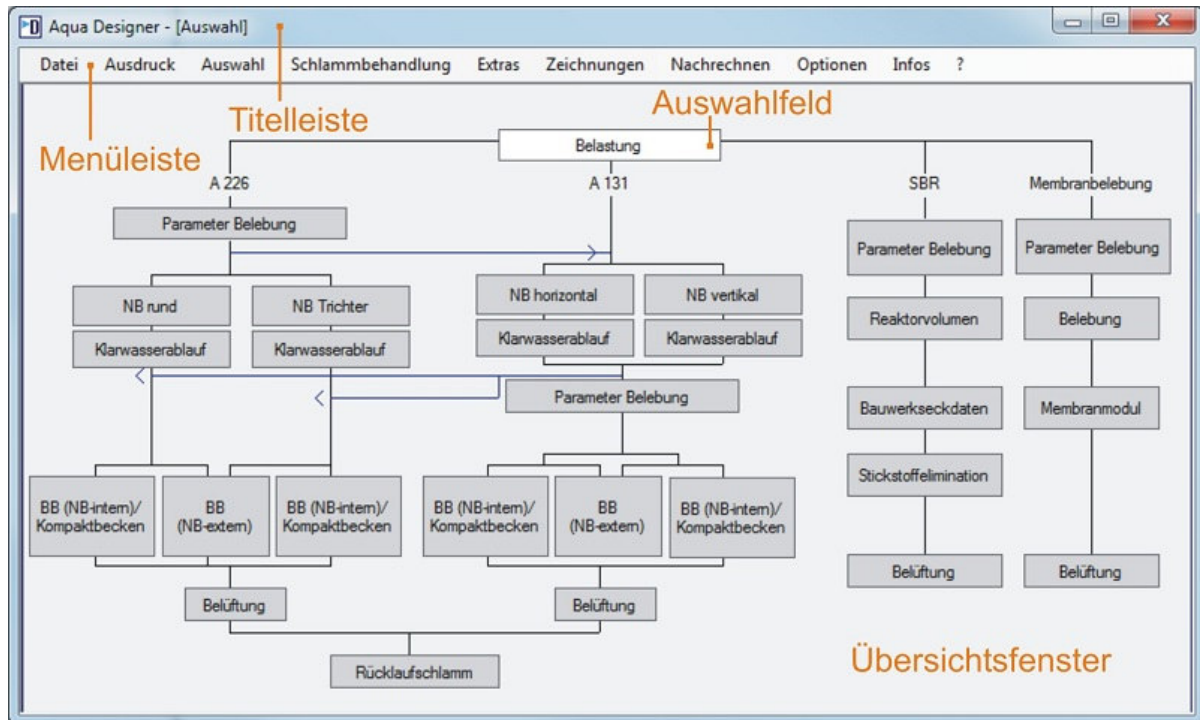 Aqua Designer - [Auswahl]
Datei Ausdruck Auswahl Schlammbehandlung Extras Zeichnungen Nachrechnen Optionen Infos ?
Titelleiste
Auswahlfeld
Menüleiste
Belastung
A 226
A 131
SBR
Membranbelebung
Parameter Belebung
Parameter Belebung
Parameter Belebung
NB rund
NB Trichter
NB horizontal
NB vertikal
Reaktorvolumen
Belebung
Klarwasserablauf
Klarwasserablauf
Klarwasserablauf
Klarwasserablauf
Parameter Belebung
Bauwerkseckdaten
Membranmodul
Stickstoffelimination
BB (NB-intern)/
Kompaktbecken
BB
(NB-extern)
BB (NB-intern)/
Kompaktbecken
BB (NB-intern)/
Kompaktbecken
BB
(NB-extern)
BB (NB-intern)/
Kompaktbecken
Belüftung
Belüftung
Belüftung
Belüftung
Rücklaufschlamm
Übersichtsfenster